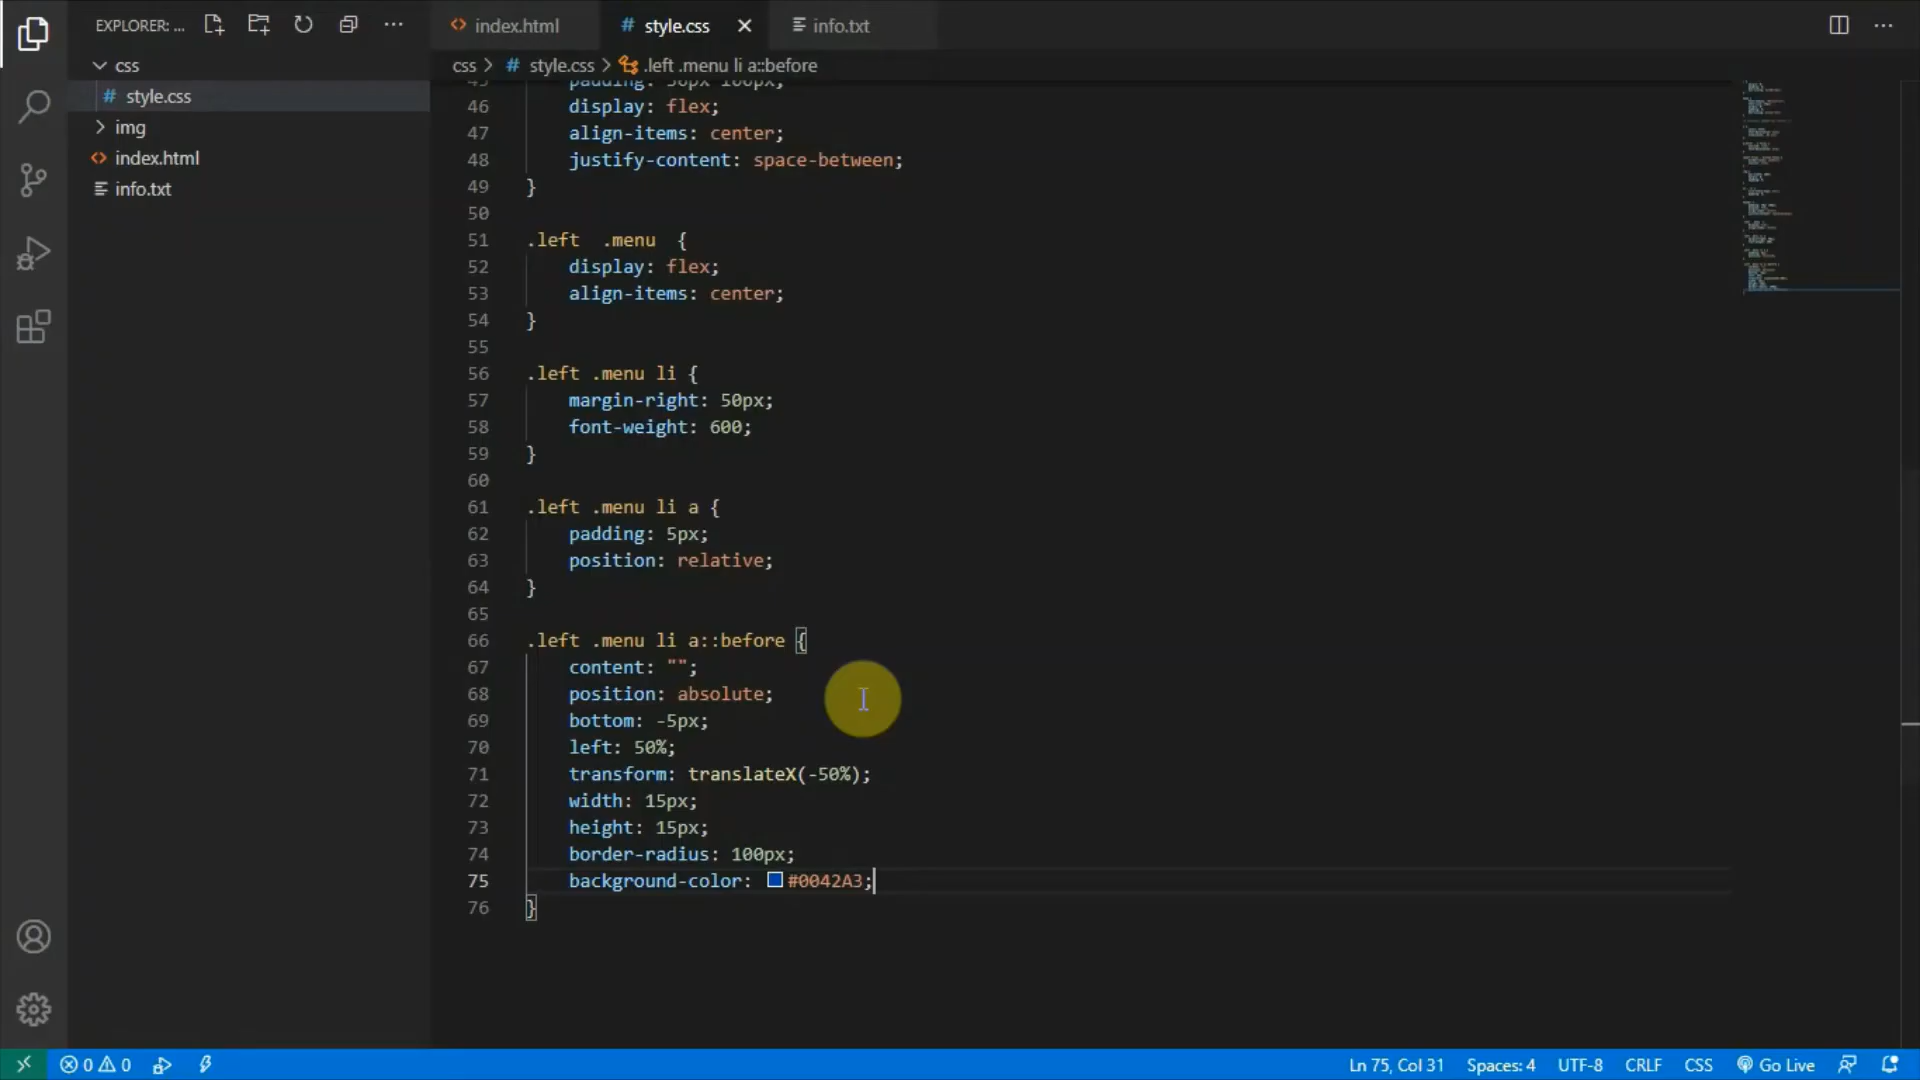 EXPLORER: ...
css
style.css
img
index.html
info.txt
index.html
style.css
info.txt
css > style.css > .left .menu li a::before
46 display: flex;
47 align-items: center;
48 justify-content: space-between;
49 }
50
51 .left  .menu  {
52 display: flex;
53 align-items: center;
54 }
55
56 .left .menu li {
57 margin-right: 50px;
58 font-weight: 600;
59 }
60
61 .left .menu li a {
62 padding: 5px;
63 position: relative;
64 }
65
66 .left .menu li a::before {
67 content: "";
68 position: absolute;
69 bottom: -5px;
70 left: 50%;
71 transform: translateX(-50%);
72 width: 15px;
73 height: 15px;
74 border-radius: 100px;
75 background-color: #0042A3;
76 }
0 0 Ln 75, Col 31 Spaces: 4 UTF-8 CRLF CSS Go Live